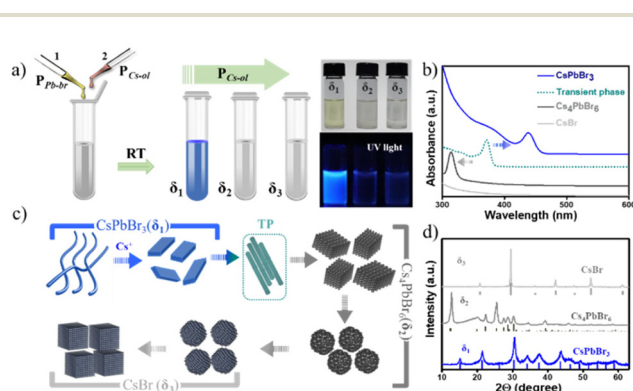 a)
1
2
P_Pb-br
P_Cs-ol
P_Cs-ol
RT
δ1
δ2
δ3
δ1
δ2
δ3
UV light
b)
Absorbance (a.u.)
CsPbBr3
Transient phase
Cs4PbBr6
CsBr
300 400 500 600
Wavelength (nm)
c)
CsPbBr3(δ1)
Cs+
TP
Cs4PbBr6(δ2)
CsBr (δ3)
d)
Intensity (a.u.)
δ3
CsBr
δ2
Cs4PbBr6
δ1
CsPbBr3
10 20 30 40 50 60
2Θ (degree)